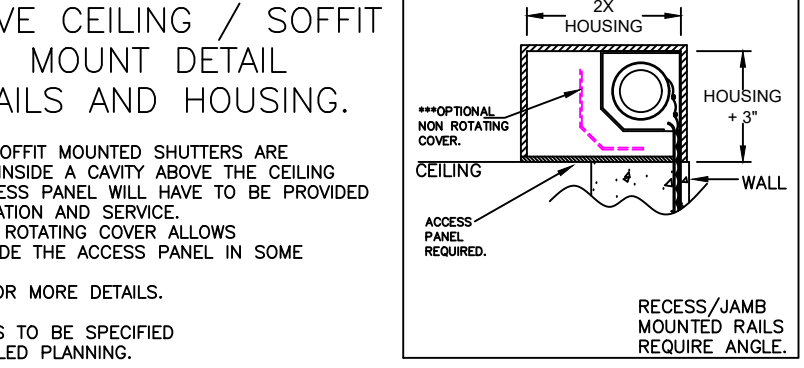 VE CEILING / SOFFIT
MOUNT DETAIL
AILS AND HOUSING.
OFFIT MOUNTED SHUTTERS ARE
INSIDE A CAVITY ABOVE THE CEILING
ESS PANEL WILL HAVE TO BE PROVIDED
ATION AND SERVICE.
ROTATING COVER ALLOWS
DE THE ACCESS PANEL IN SOME
OR MORE DETAILS.
S TO BE SPECIFIED
LED PLANNING.
2X
HOUSING
***OPTIONAL
NON ROTATING
COVER.
HOUSING
+ 3"
CEILING
WALL
ACCESS
PANEL
REQUIRED.
RECESS/JAMB
MOUNTED RAILS
REQUIRE ANGLE.